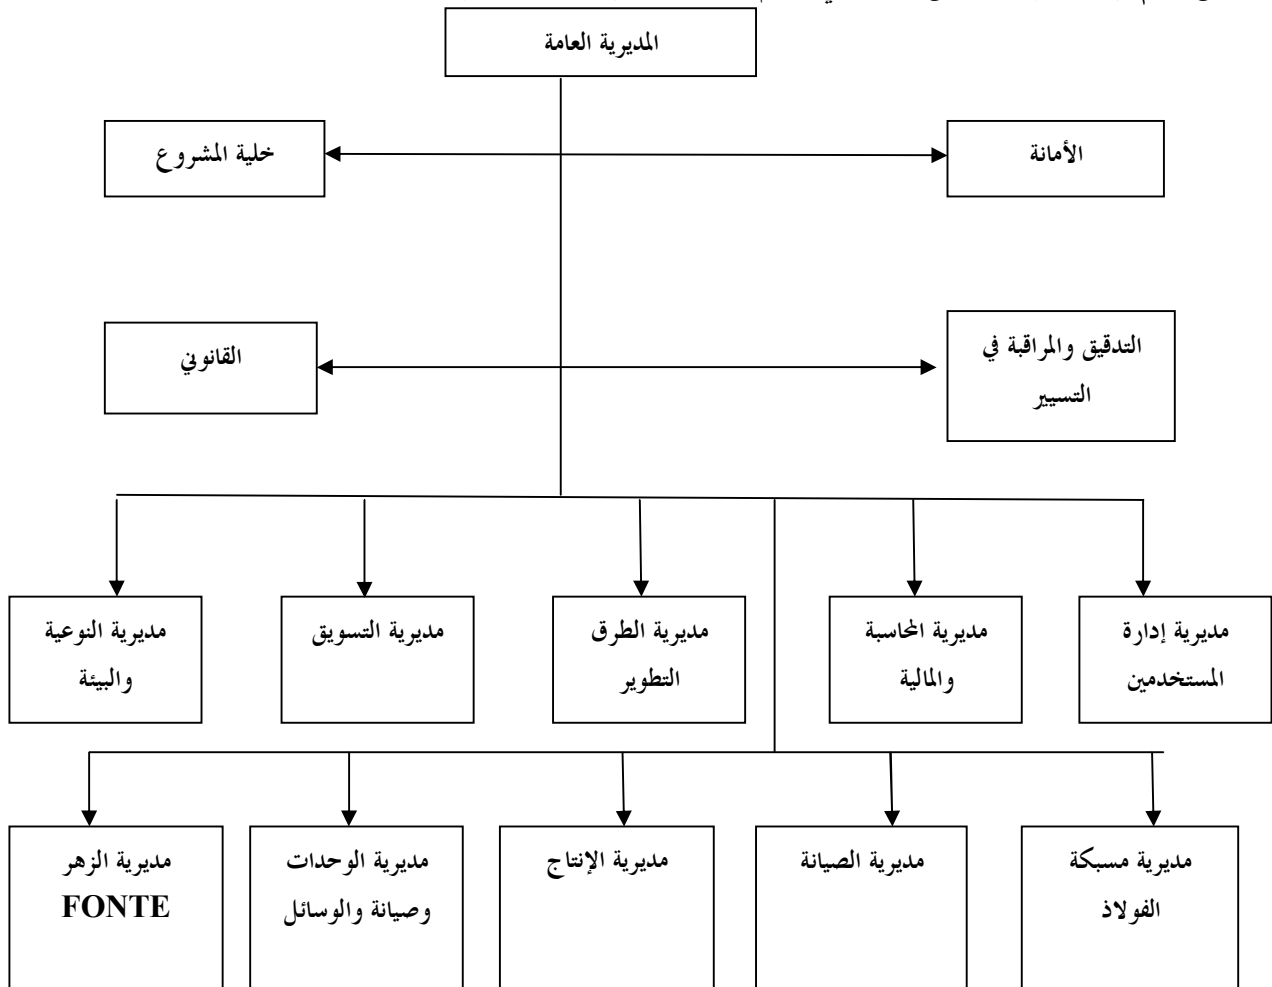 المديرية العامة
الأمانة
خلية المشروع
التدقيق والمراقبة في
التسيير
القانوني
مديرية إدارة
المستخدمين
مديرية المحاسبة
والمالية
مديرية الطرق
التطوير
مديرية التسويق
مديرية النوعية
والبيئة
مديرية مسبكة
الفولاذ
مديرية الصيانة
مديرية الإنتاج
مديرية الوحدات
وصيانة والوسائل
مديرية الزهر
FONTE